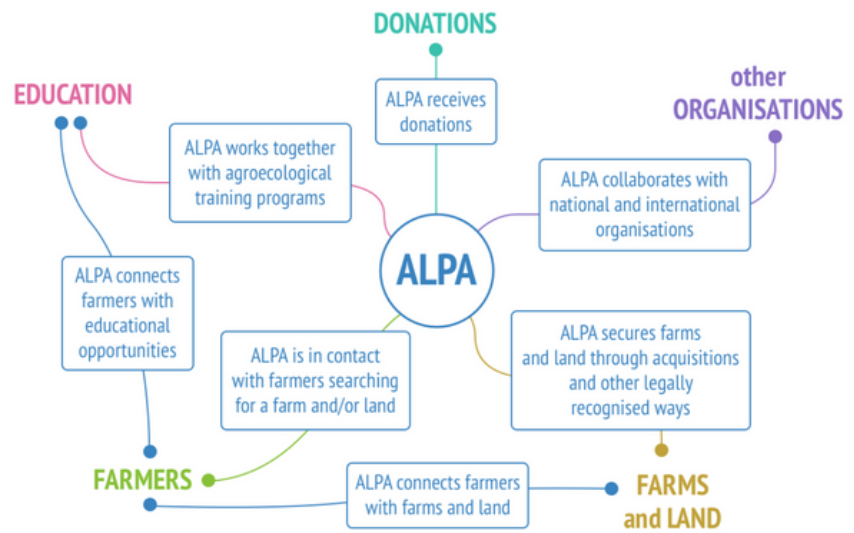 DONATIONS
ALPA receives
donations
other
ORGANISATIONS
EDUCATION
ALPA works together
with agroecological
training programs
ALPA collaborates with
national and international
organisations
ALPA
ALPA connects
farmers with
educational
opportunities
ALPA is in contact
with farmers searching
for a farm and/or land
ALPA secures farms
and land through acquisitions
and other legally
recognised ways
FARMERS
ALPA connects farmers
with farms and land
FARMS
and LAND